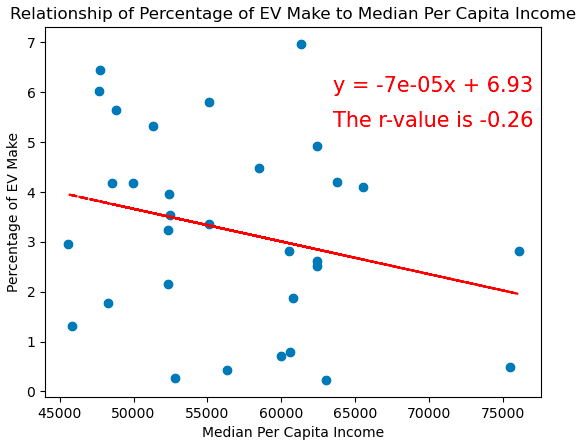 Relationship of Percentage of EV Make to Median Per Capita Income
7
6
5
4
3
2
1
0
Percentage of EV Make
y = -7e-05x + 6.93
The r-value is -0.26
45000 50000 55000 60000 65000 70000 75000
Median Per Capita Income